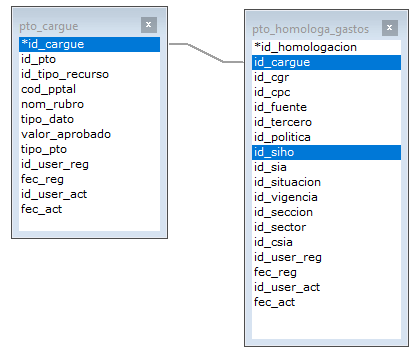 pto_cargue x
*id_cargue
id_pto
id_tipo_recurso
cod_pptal
nom_rubro
tipo_dato
valor_aprobado
tipo_pto
id_user_reg
fec_reg
id_user_act
fec_act
pto_homologa_gastos x
*id_homologacion
id_cargue
id_cgr
id_cpc
id_fuente
id_tercero
id_politica
id_siho
id_sia
id_situacion
id_vigencia
id_seccion
id_sector
id_csia
id_user_reg
fec_reg
id_user_act
fec_act